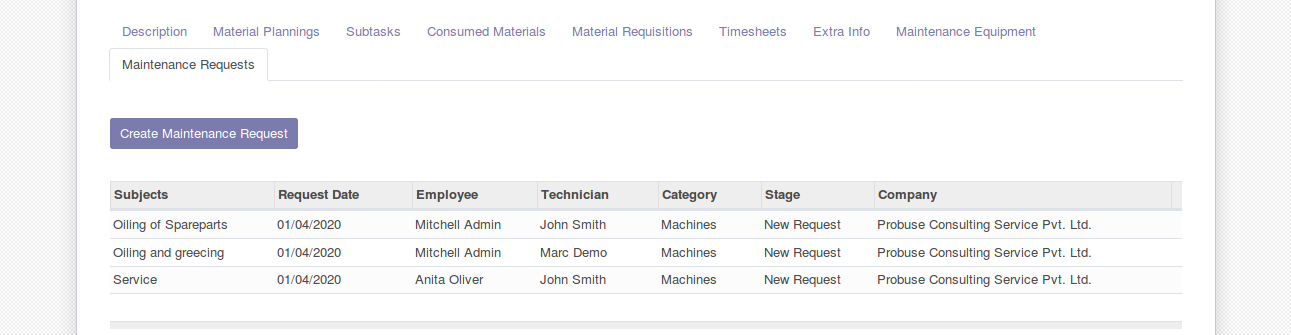 Description Material Plannings Subtasks Consumed Materials Material Requisitions Timesheets Extra Info Maintenance Equipment
Maintenance Requests
Create Maintenance Request
Subjects Request Date Employee Technician Category Stage Company
Oiling of Spareparts 01/04/2020 Mitchell Admin John Smith Machines New Request Probuse Consulting Service Pvt. Ltd.
Oiling and greecing 01/04/2020 Mitchell Admin Marc Demo Machines New Request Probuse Consulting Service Pvt. Ltd.
Service 01/04/2020 Anita Oliver John Smith Machines New Request Probuse Consulting Service Pvt. Ltd.